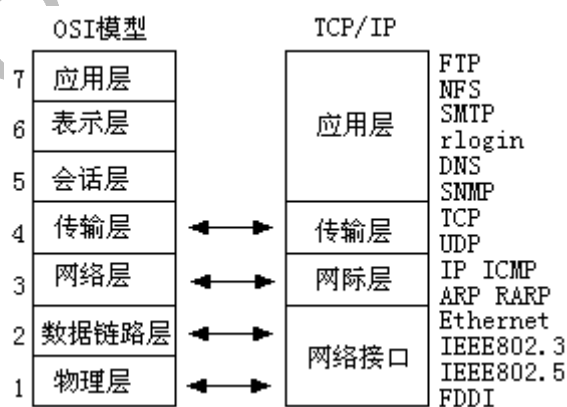 OSI模型 TCP/IP
7 应用层
6 表示层
5 会话层
4 传输层
3 网络层
2 数据链路层
1 物理层
应用层
传输层
网际层
网络接口
FTP
NFS
SMTP
rlogin
DNS
SNMP
TCP
UDP
IP ICMP
ARP RARP
Ethernet
IEEE802.3
IEEE802.5
FDDI